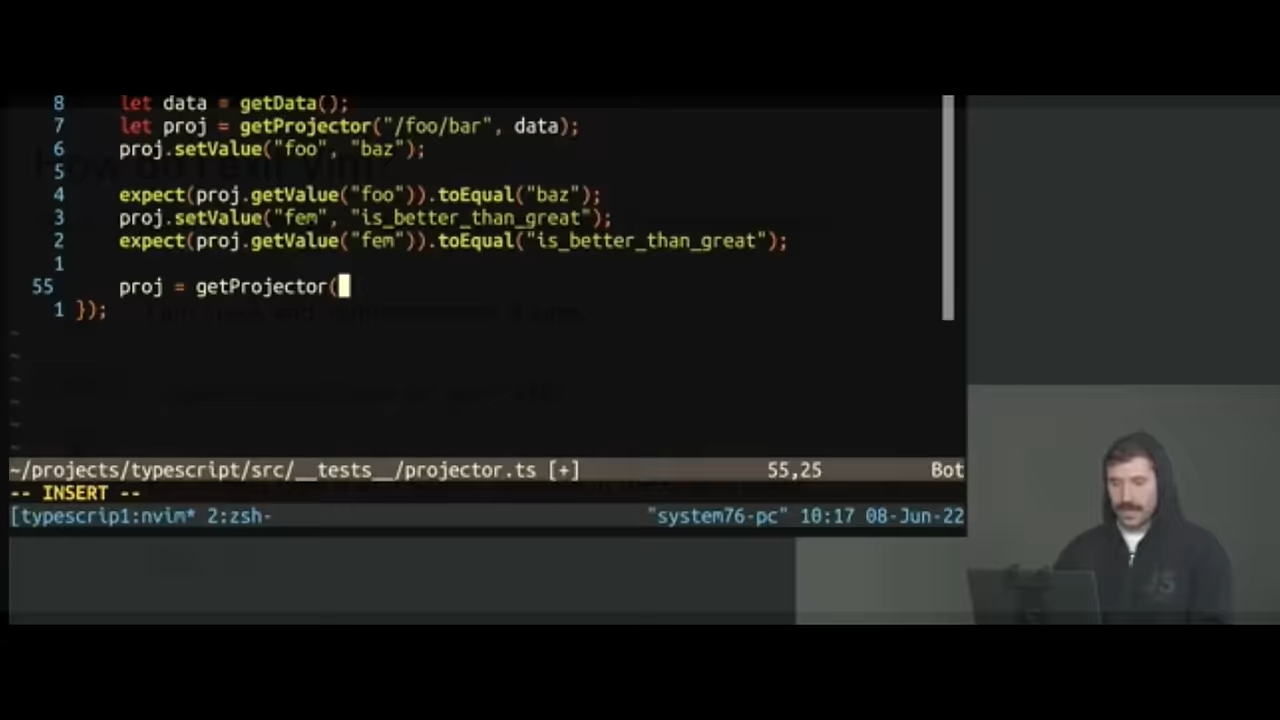 8 let data = getData();
7 let proj = getProjector("/foo/bar", data);
6 proj.setValue("foo", "baz");
5
4 expect(proj.getValue("foo")).toEqual("baz");
3 proj.setValue("fem", "is_better_than_great");
2 expect(proj.getValue("fem")).toEqual("is_better_than_great");
1
55 proj = getProjector(
1 });
~
~
~
~
~
~
~/projects/typescript/src/__tests__/projector.ts [+] 55,25 Bot
-- INSERT --
[typescrip1:nvim* 2:zsh- "system76-pc" 10:17 08-Jun-22
JS